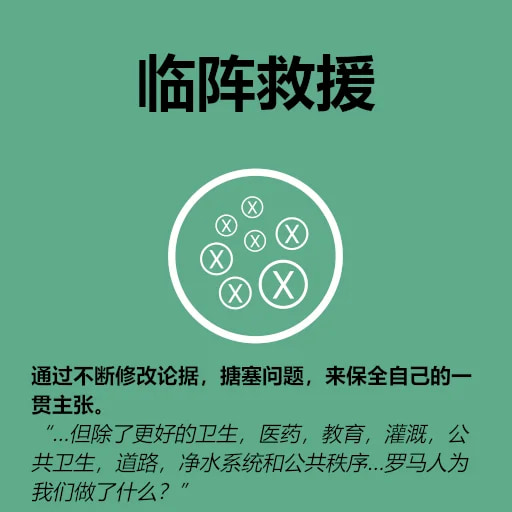 临阵救援
X
X
X
X
X
X
X
通过不断修改论据，搪塞问题，来保全自己的一
贯主张。
“...但除了更好的卫生，医药，教育，灌溉，公
共卫生，道路，净水系统和公共秩序...罗马人为
我们做了什么？”